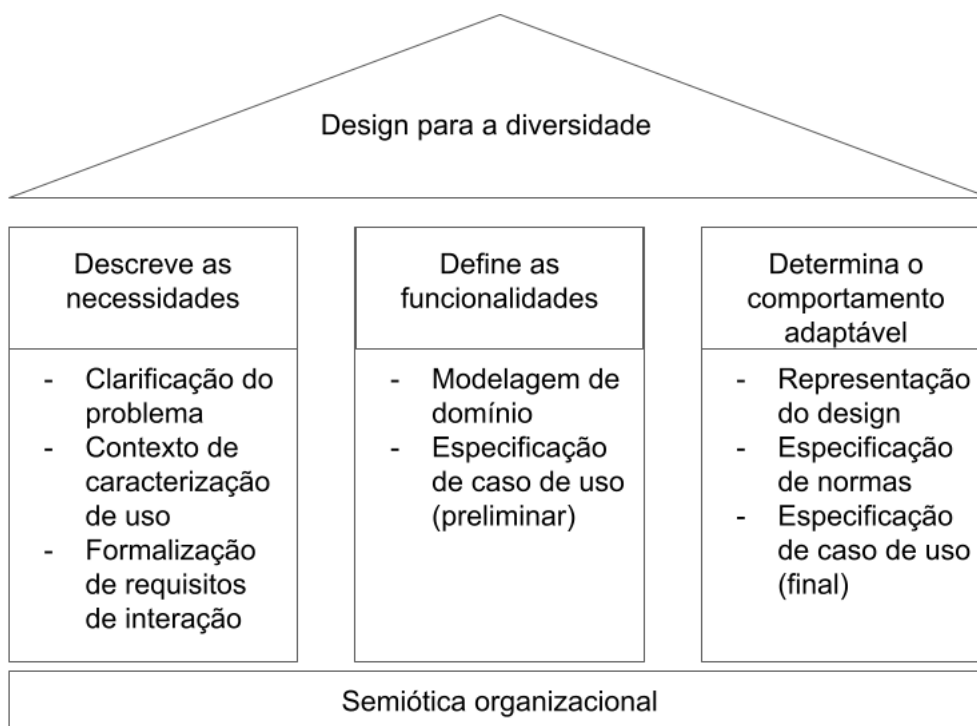 Design para a diversidade
Descreve as
necessidades
- Clarificação do
problema
- Contexto de
caracterização
de uso
- Formalização
de requisitos
de interação
Define as
funcionalidades
- Modelagem de
domínio
- Especificação
de caso de uso
(preliminar)
Determina o
comportamento
adaptável
- Representação
do design
- Especificação
de normas
- Especificação
de caso de uso
(final)
Semiótica organizacional